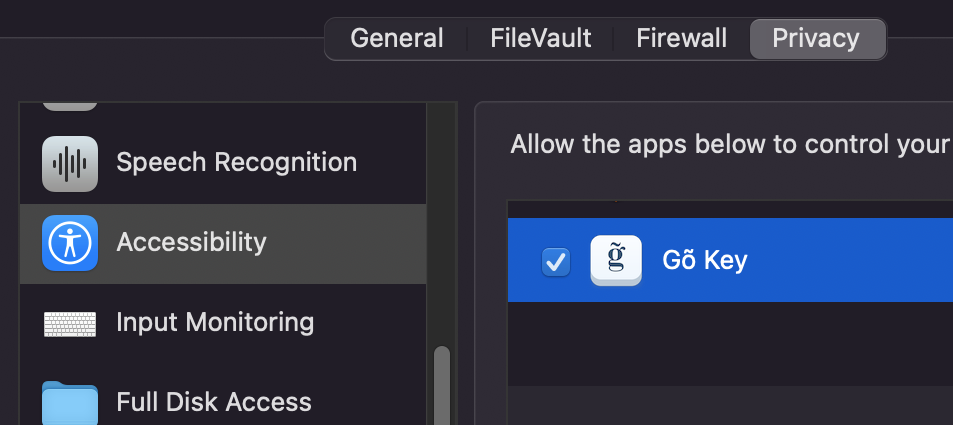 General FileVault Firewall Privacy
Speech Recognition
Accessibility
Input Monitoring
Full Disk Access
Allow the apps below to control your
g̃ Gõ Key